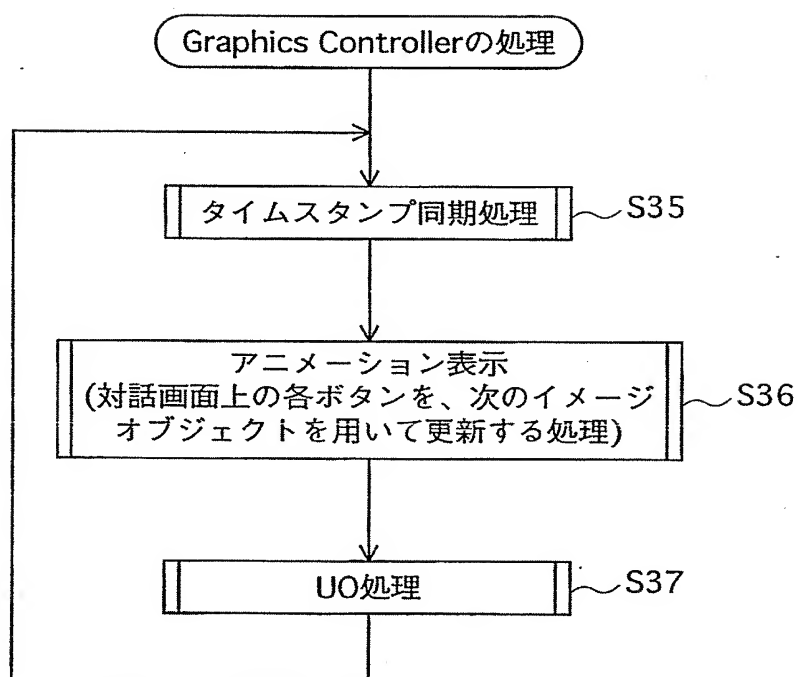 Graphics Controllerの処理
タイムスタンプ同期処理
S35
アニメーション表示
(対話画面上の各ボタンを、次のイメージ
オブジェクトを用いて更新する処理)
S36
UO処理
S37